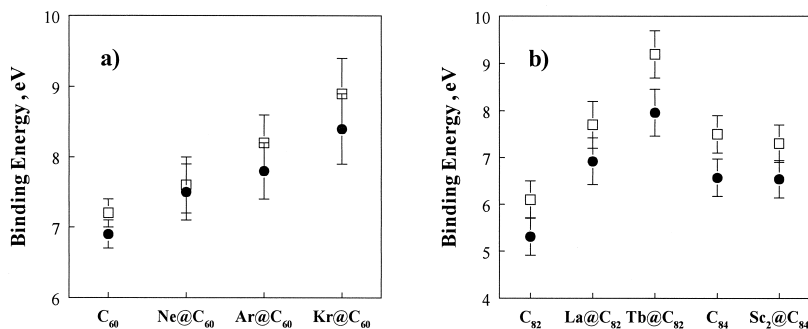 a)
Binding Energy, eV
10
9
8
7
6
C60 Ne@C60 Ar@C60 Kr@C60
b)
Binding Energy, eV
10
9
8
7
6
5
4
C82 La@C82 Tb@C82 C84 Sc2@C84